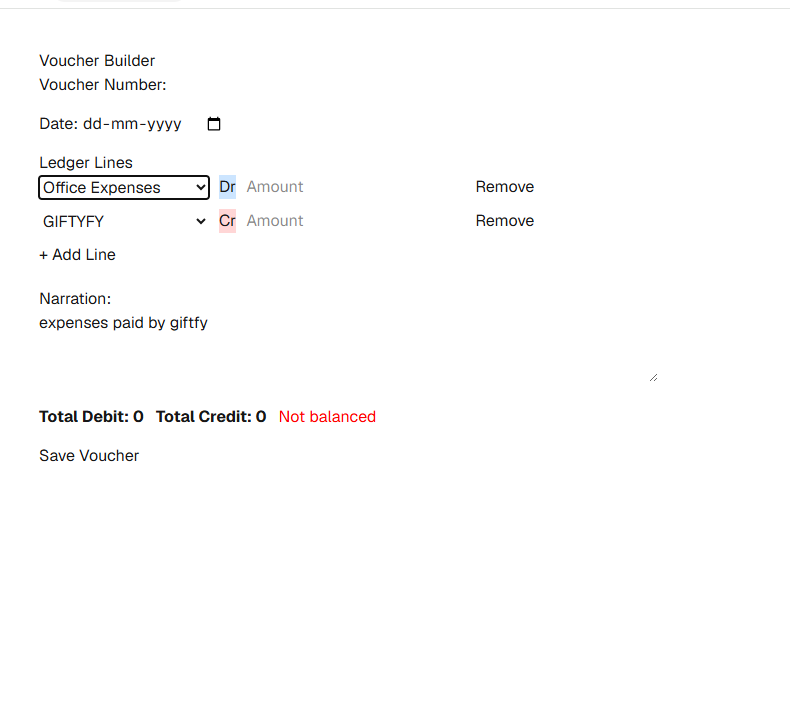 Voucher Builder
Voucher Number:
Date: dd-mm-yyyy
Ledger Lines
Office Expenses Dr Amount Remove
GIFTYFY Cr Amount Remove
+ Add Line
Narration:
expenses paid by giftfy
Total Debit: 0 Total Credit: 0 Not balanced
Save Voucher